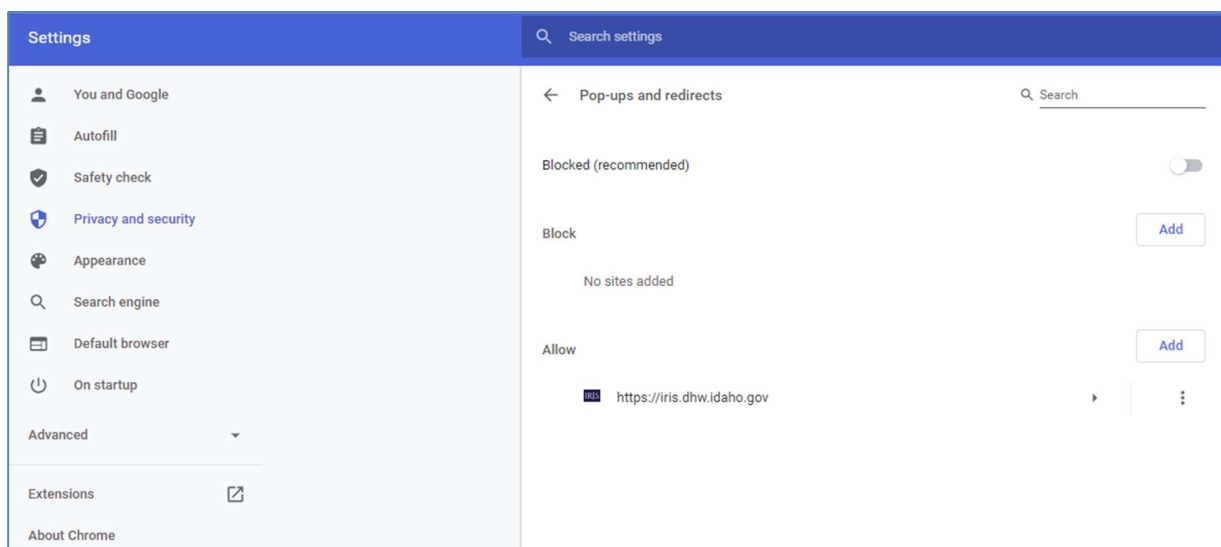 Settings
Search settings
You and Google
Autofill
Safety check
Privacy and security
Appearance
Search engine
Default browser
On startup
Advanced
Extensions
About Chrome
Pop-ups and redirects
Search
Blocked (recommended)
Block
Add
No sites added
Allow
Add
IRIS https://iris.dhw.idaho.gov